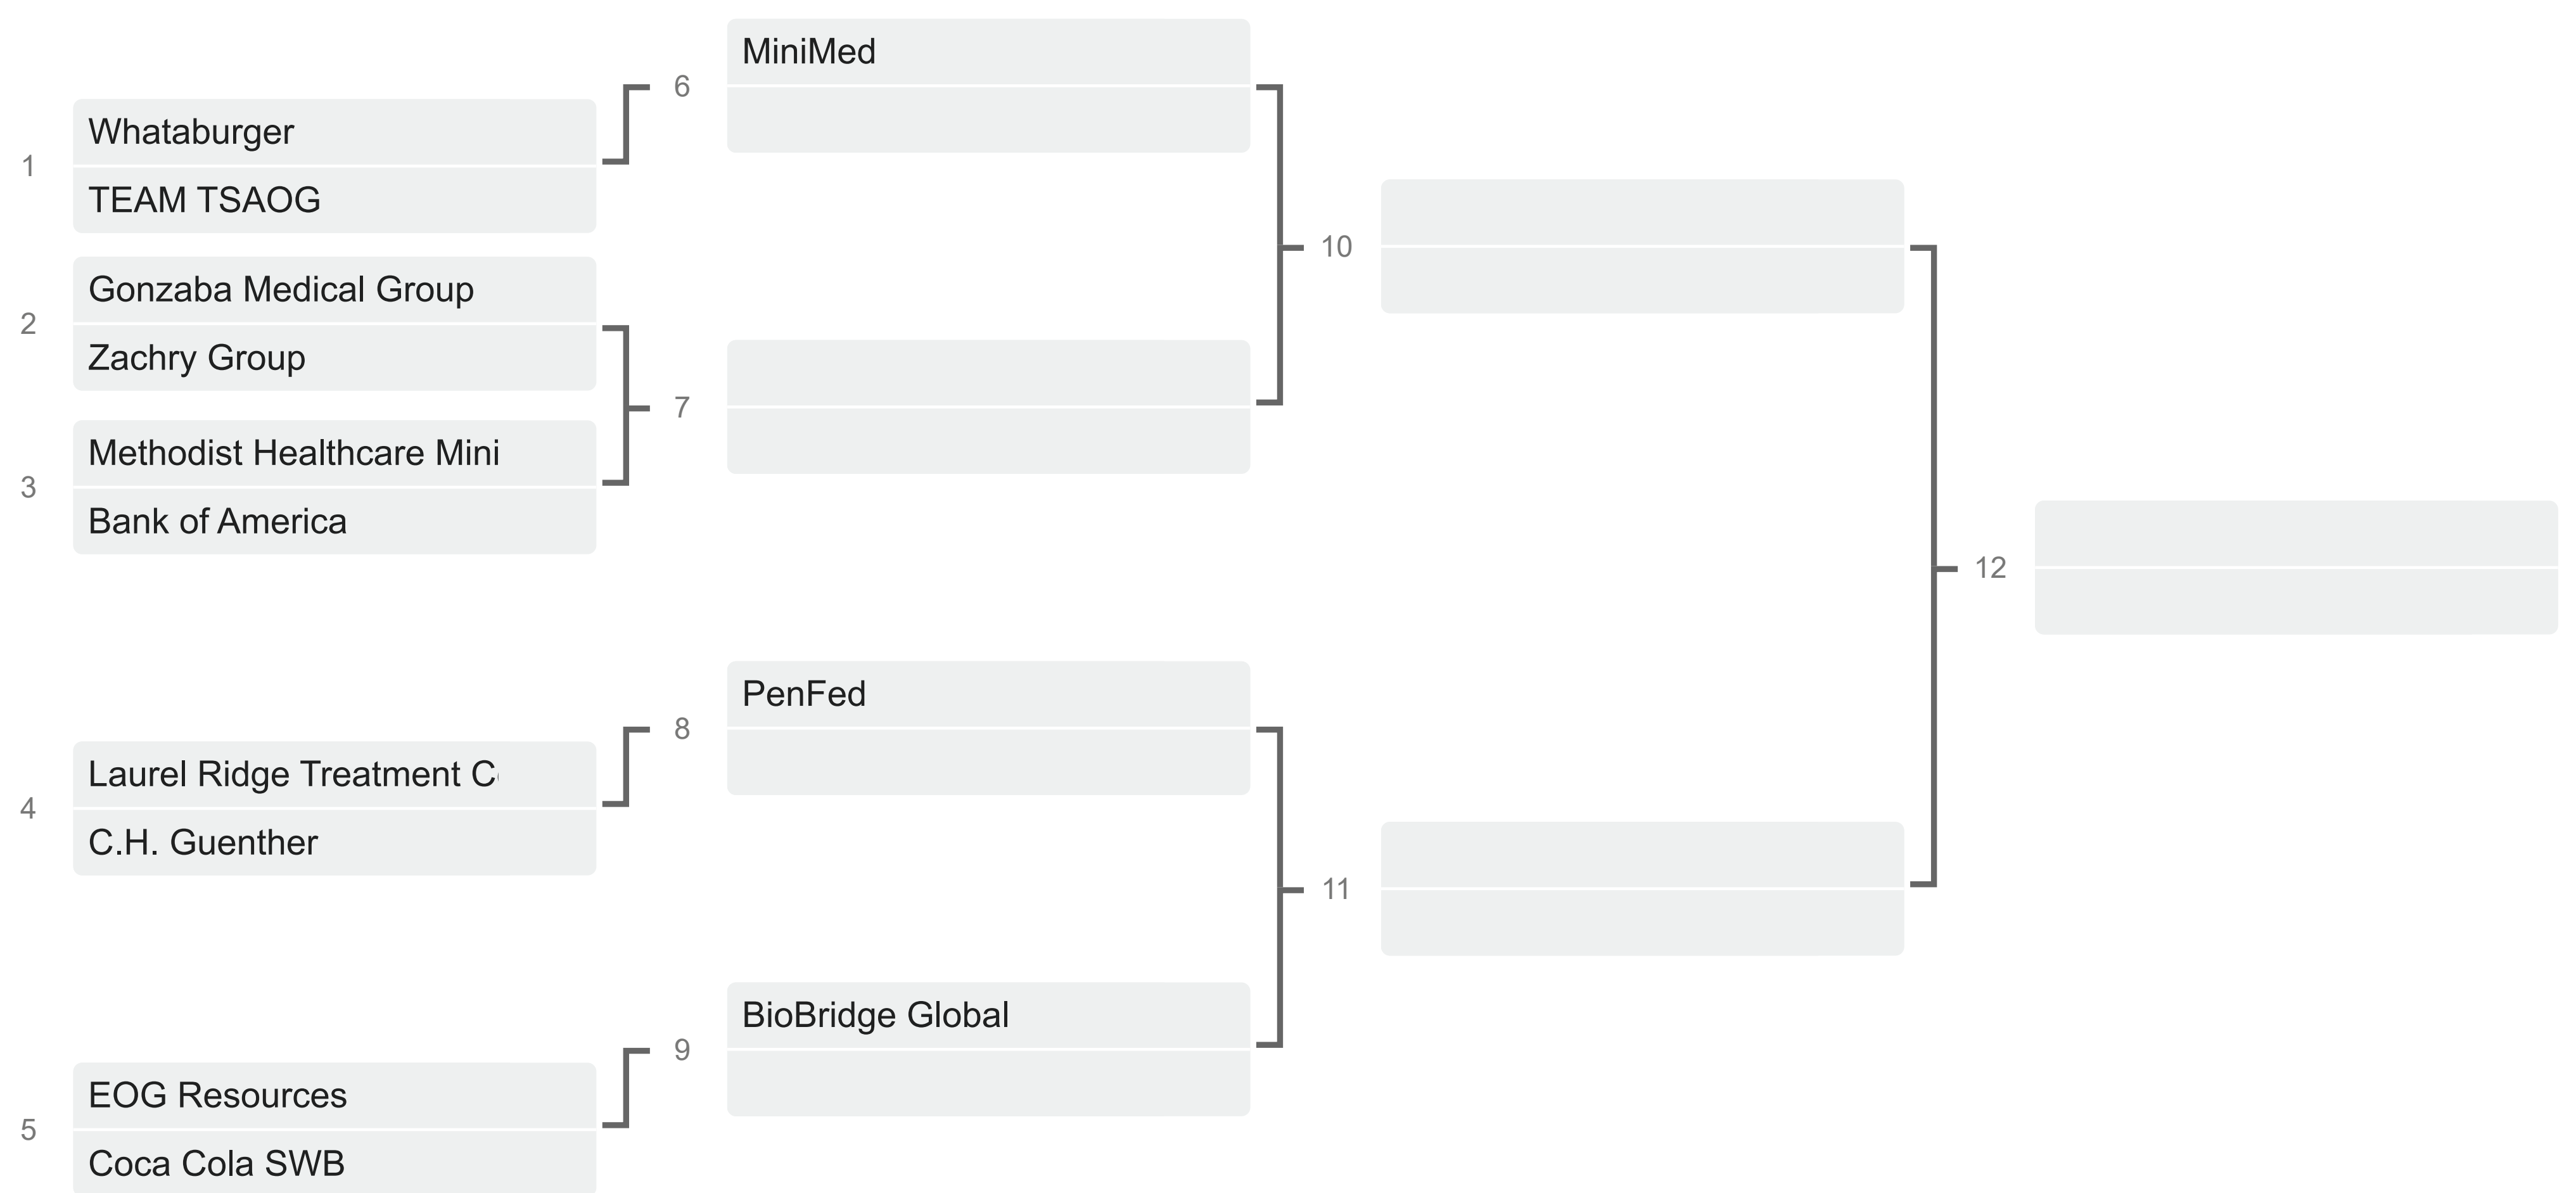 MiniMed
6
Whataburger
1
TEAM TSAOG
10
Gonzaba Medical Group
2
Zachry Group
7
Methodist Healthcare Mini
3
Bank of America
12
PenFed
8
Laurel Ridge Treatment
4
C.H. Guenther
11
BioBridge Global
9
EOG Resources
5
Coca Cola SWB